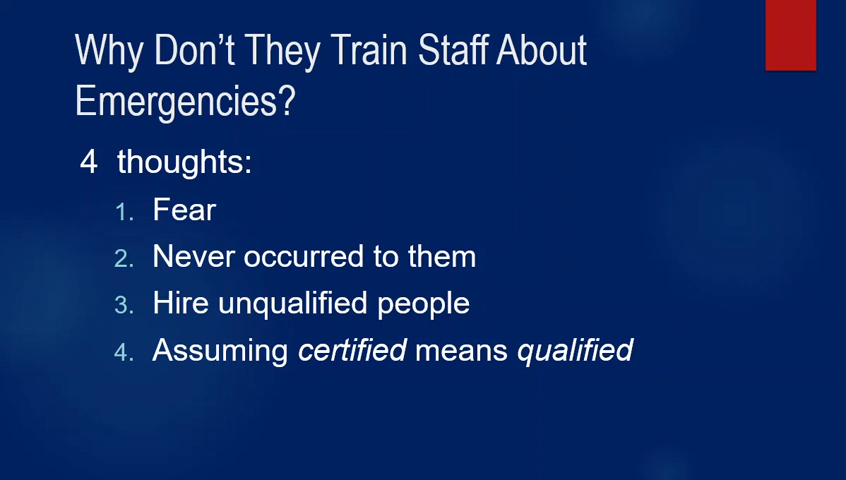 Why Don’t They Train Staff About
Emergencies?
4 thoughts:
1. Fear
2. Never occurred to them
3. Hire unqualified people
4. Assuming certified means qualified